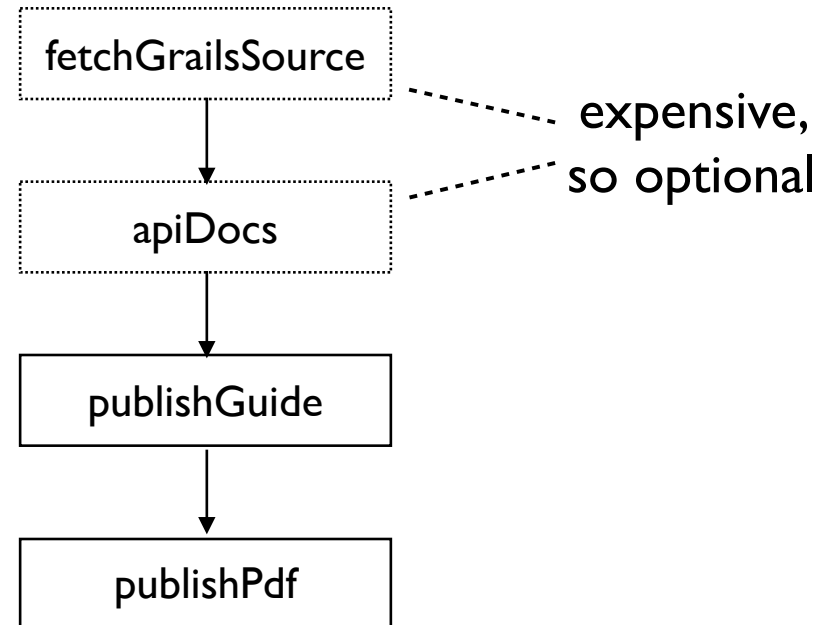 fetchGrailsSource
expensive,
so optional
apiDocs
publishGuide
publishPdf